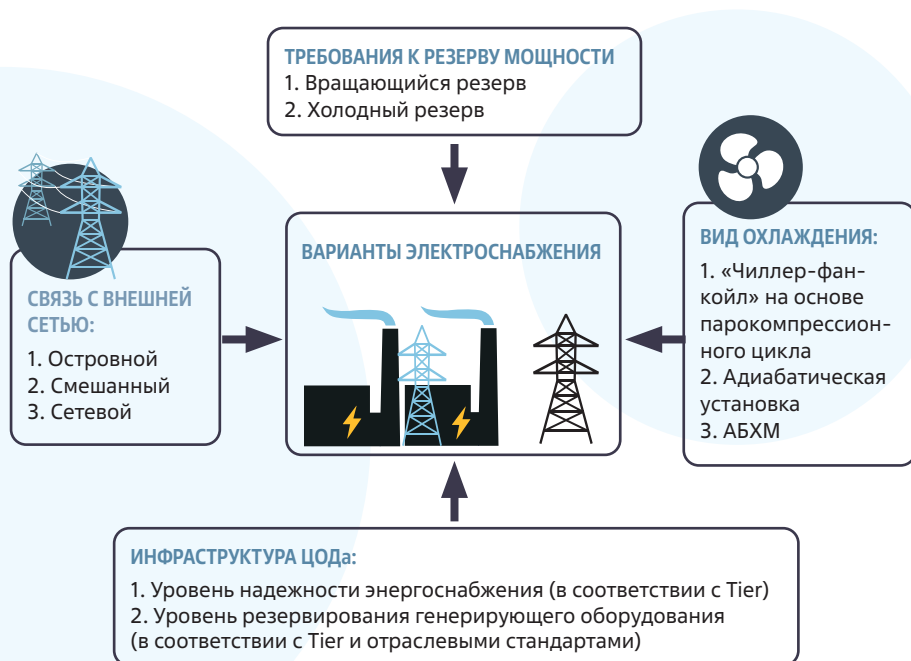 ТРЕБОВАНИЯ К РЕЗЕРВУ МОЩНОСТИ
1. Вращающийся резерв
2. Холодный резерв
СВЯЗЬ С ВНЕШНЕЙ
СЕТЬЮ:
1. Островной
2. Смешанный
3. Сетевой
ВАРИАНТЫ ЭЛЕКТРОСНАБЖЕНИЯ
ВИД ОХЛАЖДЕНИЯ:
1. «Чиллер-фан-
койл» на основе
парокомпрессион-
ного цикла
2. Адиабатическая
установка
3. АБХМ
ИНФРАСТРУКТУРА ЦОДа:
1. Уровень надежности энергоснабжения (в соответствии с Tier)
2. Уровень резервирования генерирующего оборудования
(в соответствии с Tier и отраслевыми стандартами)